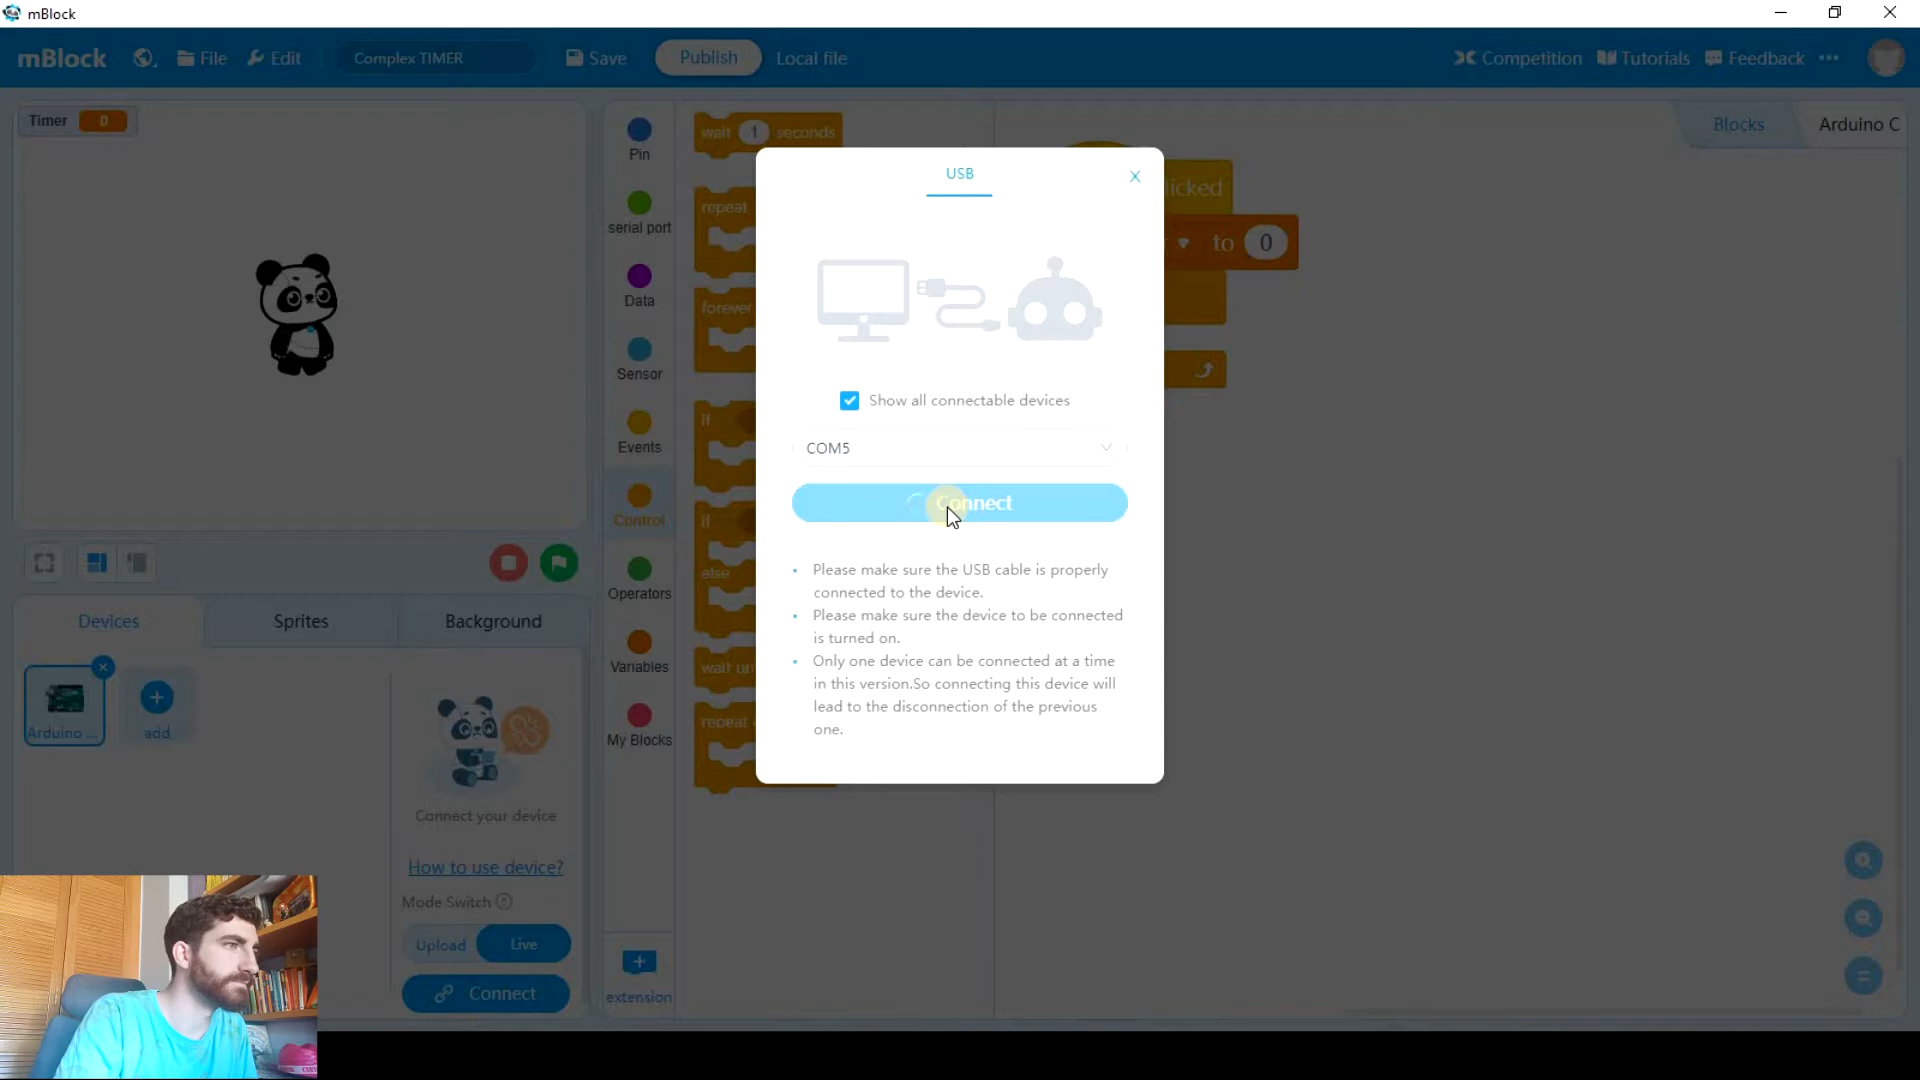 mBlock
mBlock
File
Edit
Complex TIMER
Save
Publish
Local file
Competition
Tutorials
Feedback
Timer 0
Pin
serial port
Data
Sensor
Events
Control
Operators
Variables
My Blocks
extension
wait 1 seconds
repeat
forever
if
if
else
wait un
repeat
licked
to 0
Blocks
Arduino C
USB
X
Show all connectable devices
COM5
Connect
• Please make sure the USB cable is properly
connected to the device.
• Please make sure the device to be connected
is turned on.
• Only one device can be connected at a time
in this version.So connecting this device will
lead to the disconnection of the previous
one.
Devices
Sprites
Background
Arduino ...
add
Connect your device
How to use device?
Mode Switch
Upload
Live
Connect